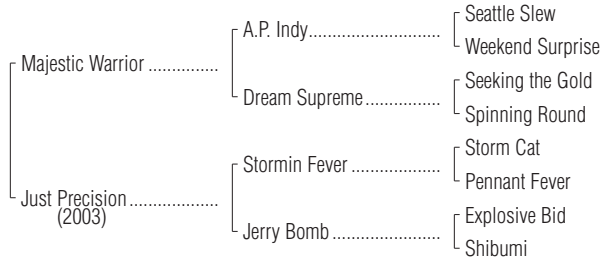 Seattle Slew
A.P. Indy............................
Weekend Surprise
Majestic Warrior ...............
Seeking the Gold
Dream Supreme................
Spinning Round
Storm Cat
Stormin Fever ...................
Pennant Fever
Just Precision...................
(2003)
Explosive Bid
Jerry Bomb .......................
Shibumi